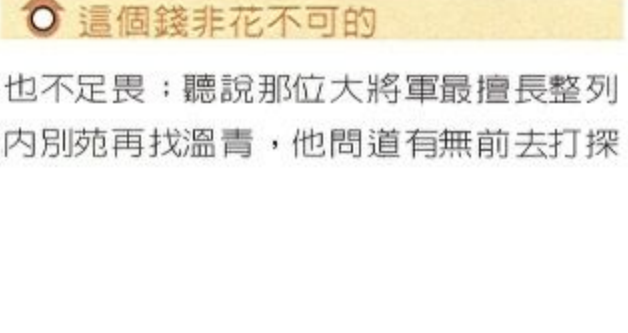 這個錢非花不可的
也不足畏；聽說那位大將軍最擅長整列
內別苑再找溫青，他問道有無前去打探